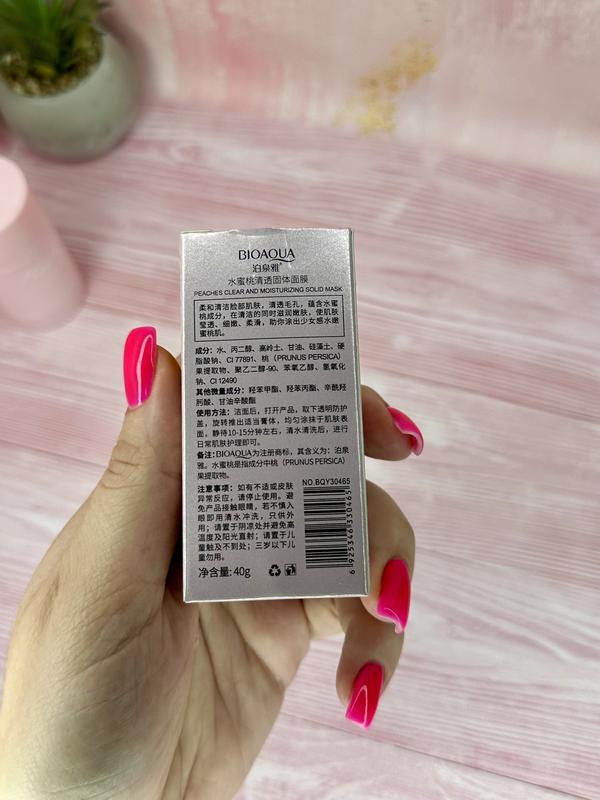 BIOAQUA
泊泉雅®
水蜜桃清透固体面膜
PEACHES CLEAR AND MOISTURIZING SOLID MASK
柔和清洁脸部肌肤，清透毛孔，蕴含水蜜
桃成分，在清洁的同时滋润嫩肤，使肌肤
莹透、细嫩、柔滑，助你涂出少女感水嫩
蜜桃肌。
成分：水、丙二醇、高岭土、甘油、硅藻土、硬
脂酸钠、CI 77891、桃（PRUNUS PERSICA）
果提取物、聚乙二醇-90、苯氧乙醇、氢氧化
钠、CI 12490
其他微量成分：羟苯甲酯、羟苯丙酯、辛酰羟
肟酸、甘油辛酸酯
使用方法：洁面后，打开产品，取下透明防护
盖，旋转推出适当膏体，均匀涂抹于肌肤表
面，静待10-15分钟左右，清水清洗后，进行
日常肌肤护理即可。
备注：BIOAQUA为注册商标，其含义为：泊泉
雅。水蜜桃是指成分中桃（PRUNUS PERSICA）
果提取物。
注意事项：如有不适或皮肤
异常反应，请停止使用。避
免产品接触眼睛，若不慎入
眼即用清水冲洗，只供外
用；请置于阴凉处并避免高
温度及阳光直射；请置于儿
童触及不到处；三岁以下儿
童勿用。
净含量: 40g
NO.BQY30465
6 925346 330465